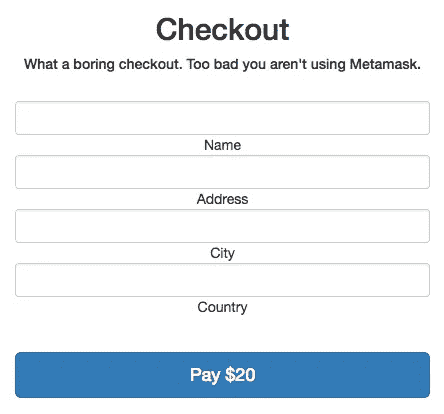 Checkout
What a boring checkout. Too bad you aren't using Metamask.
Name
Address
City
Country
Pay $20